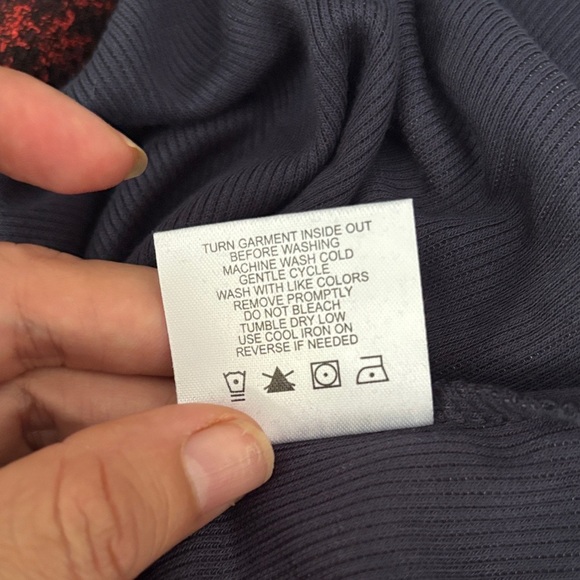 TURN GARMENT INSIDE OUT
BEFORE WASHING
MACHINE WASH COLD
GENTLE CYCLE
WASH WITH LIKE COLORS
REMOVE PROMPTLY
DO NOT BLEACH
TUMBLE DRY LOW
USE COOL IRON ON
REVERSE IF NEEDED